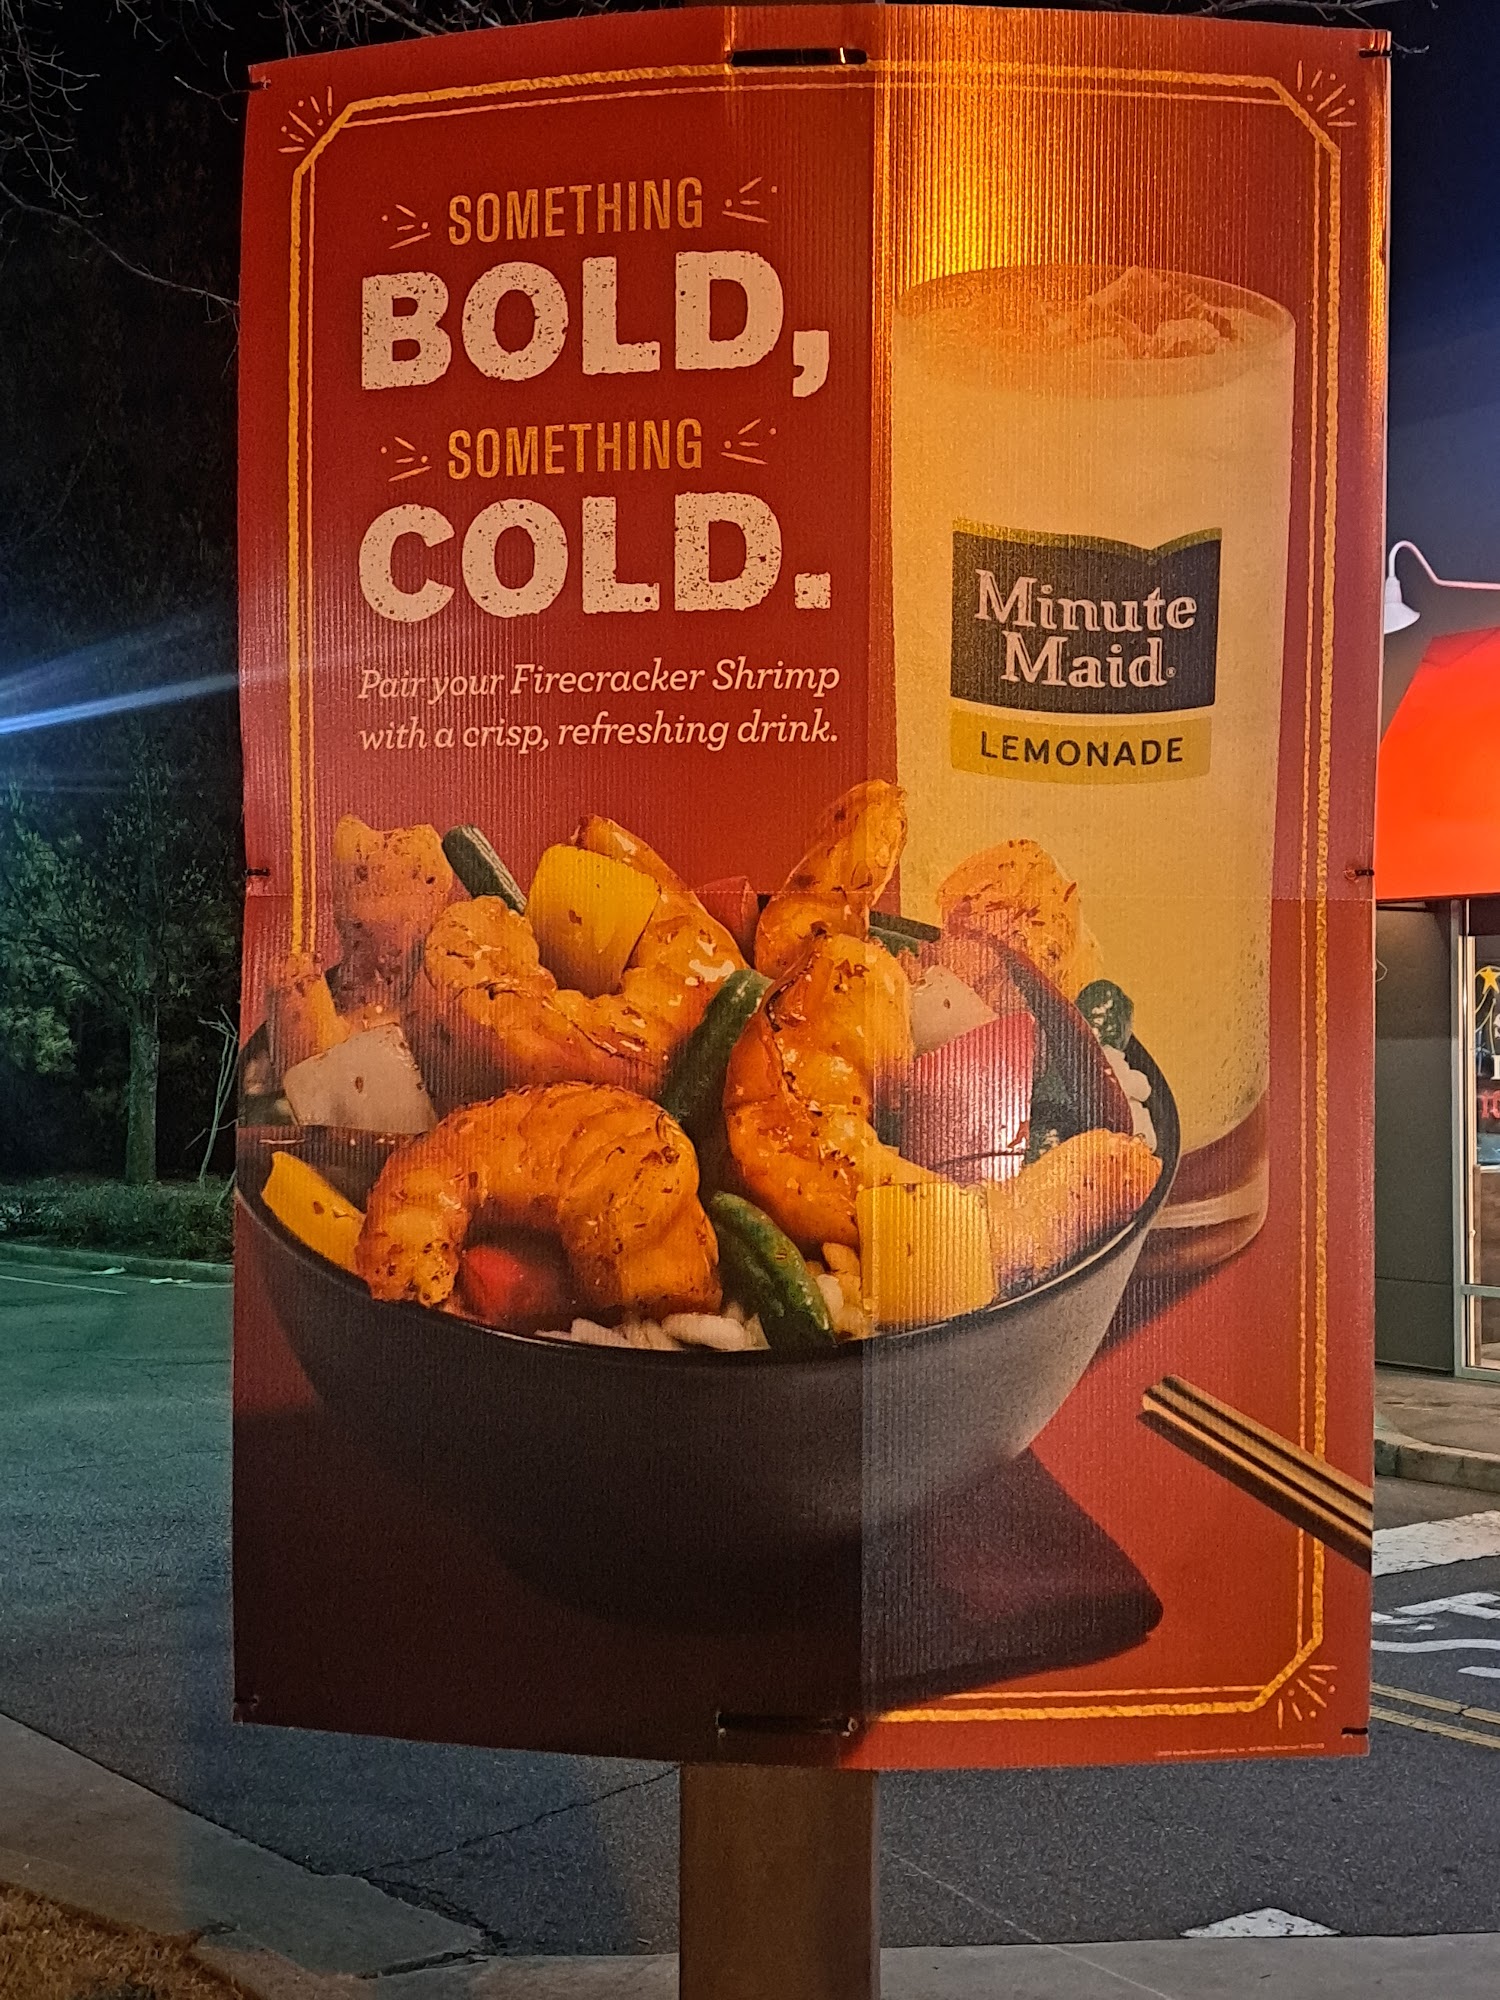 SOMETHING
BOLD,
SOMETHING
COLD.
Pair your Firecracker Shrimp
with a crisp, refreshing drink.
Minute
Maid
LEMONADE